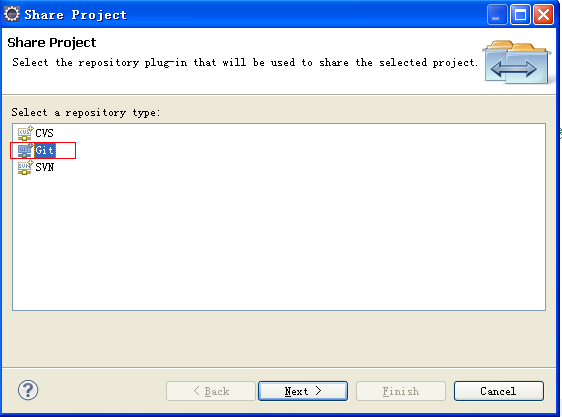 Share Project
Share Project
Select the repository plug-in that will be used to share the selected project.
Select a repository type:
CVS
Git
SVN
?
< Back
Next >
Finish
Cancel